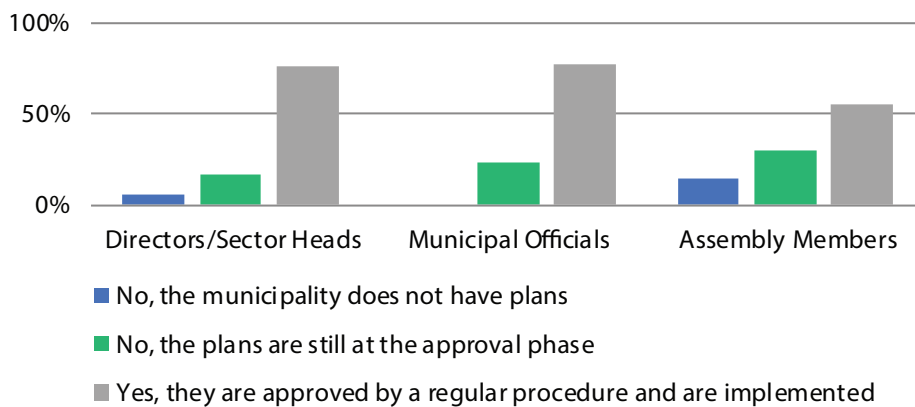 100%
50%
0%
Directors/Sector Heads Municipal Officials Assembly Members
No, the municipality does not have plans
No, the plans are still at the approval phase
Yes, they are approved by a regular procedure and are implemented